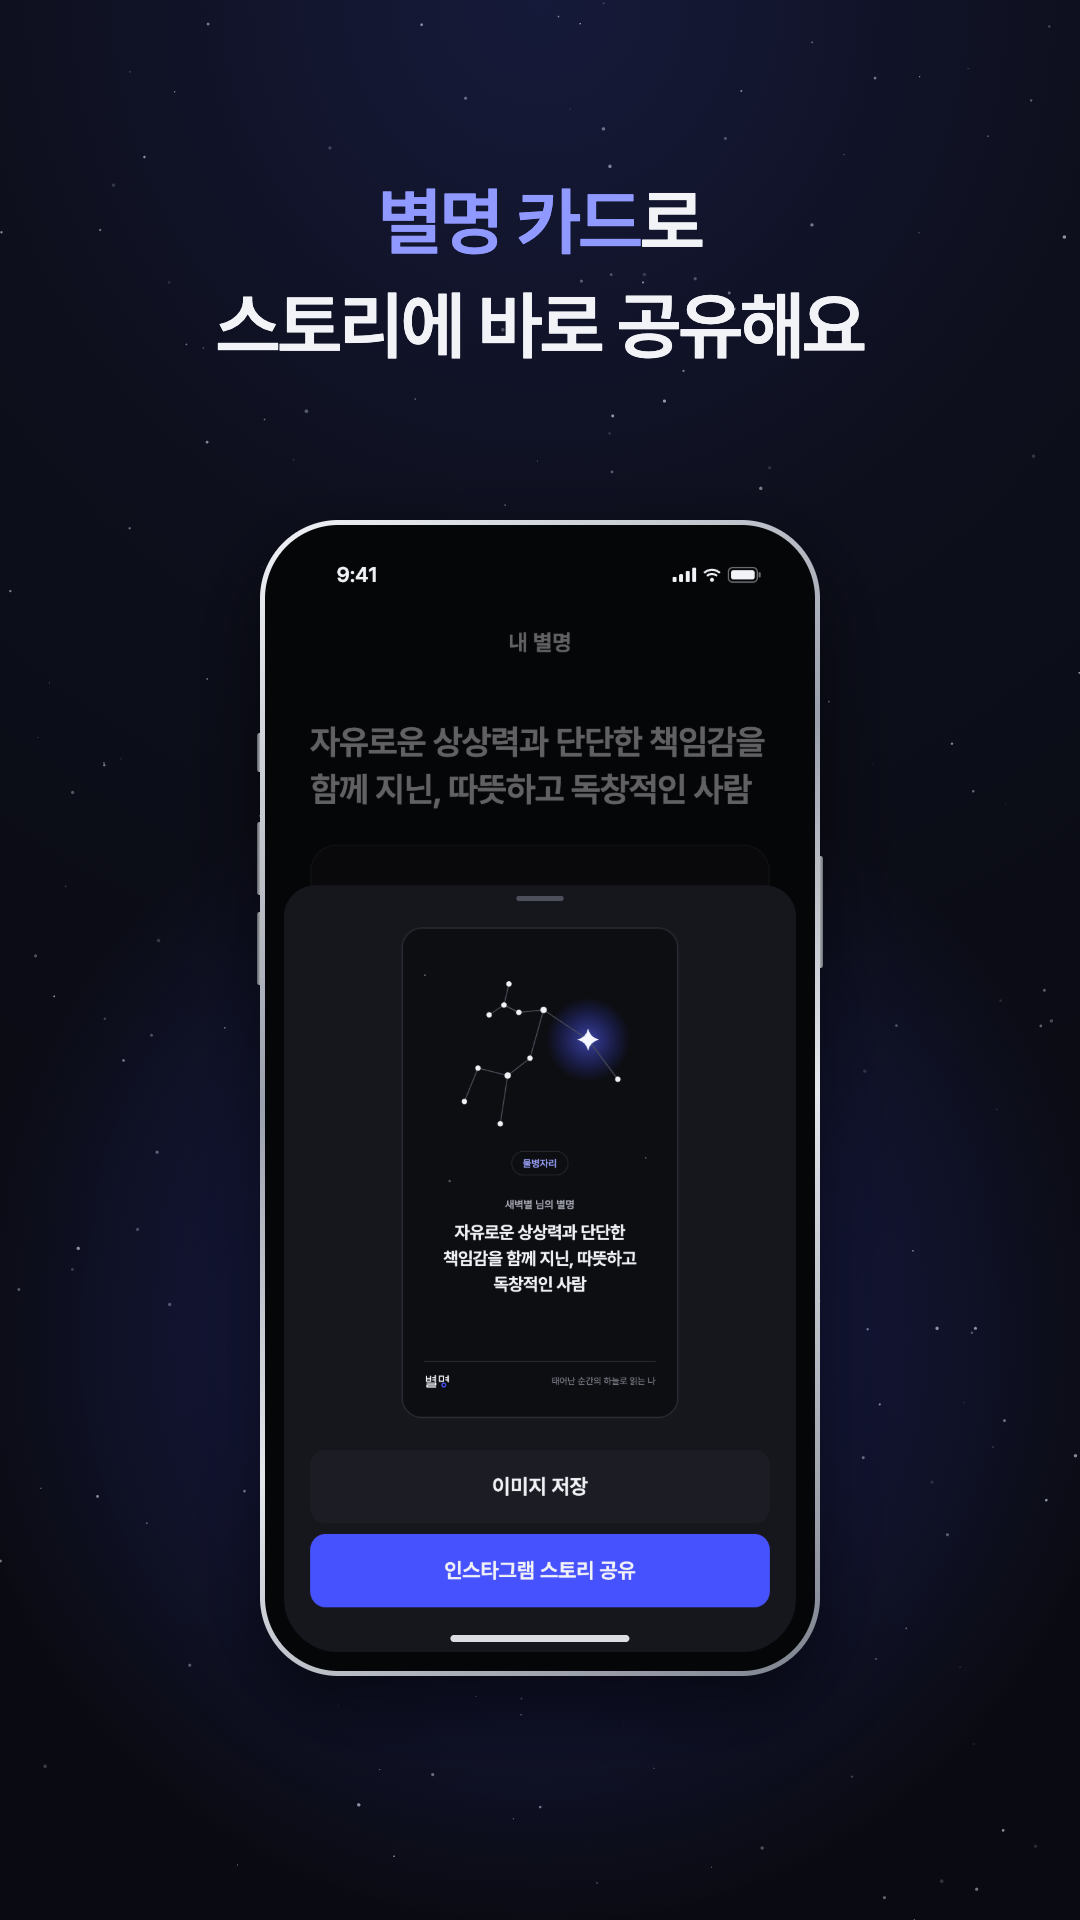 별명 카드로
스토리에 바로 공유해요
9:41
내 별명
자유로운 상상력과 단단한 책임감을
함께 지닌, 따뜻하고 독창적인 사람
물병자리
새벽별 님의 별명
자유로운 상상력과 단단한
책임감을 함께 지닌, 따뜻하고
독창적인 사람
별명
태어난 순간의 하늘로 읽는 나
이미지 저장
인스타그램 스토리 공유